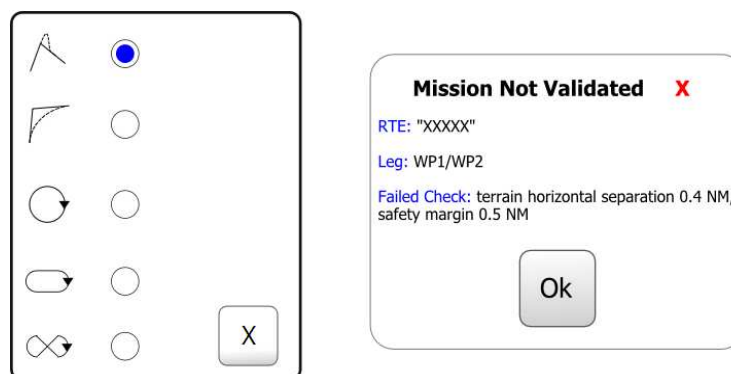 X
Mission Not Validated X
RTE: "XXXXX"
Leg: WP1/WP2
Failed Check: terrain horizontal separation 0.4 NM,
safety margin 0.5 NM
Ok